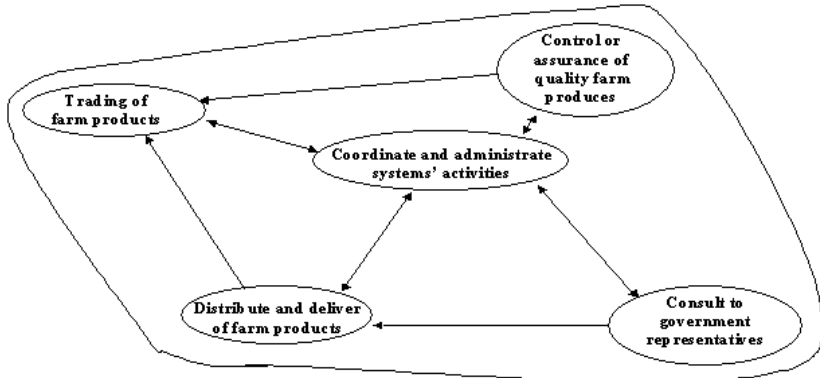 Control or
assurance of
quality farm
produces
Trading of
farm products
Coordinate and administrate
systems' activities
Distribute and deliver
of farm products
Consult to
government
representatives